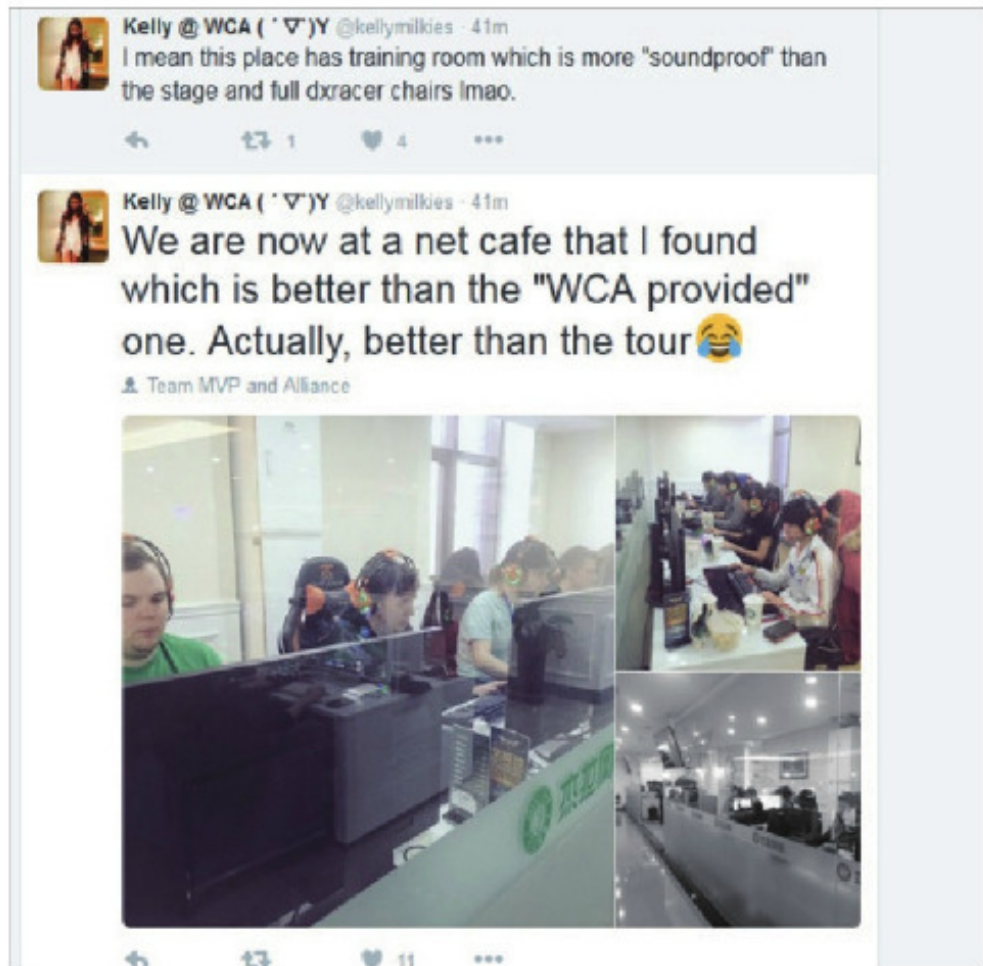 Kelly @ WCA ( ˙∇˙)Y @kellymilkies · 41m
I mean this place has training room which is more "soundproof" than
the stage and full dxracer chairs lmao.
1 4
Kelly @ WCA ( ˙∇˙)Y @kellymilkies · 41m
We are now at a net cafe that I found
which is better than the "WCA provided"
one. Actually, better than the tour😂
Team MVP and Alliance
11